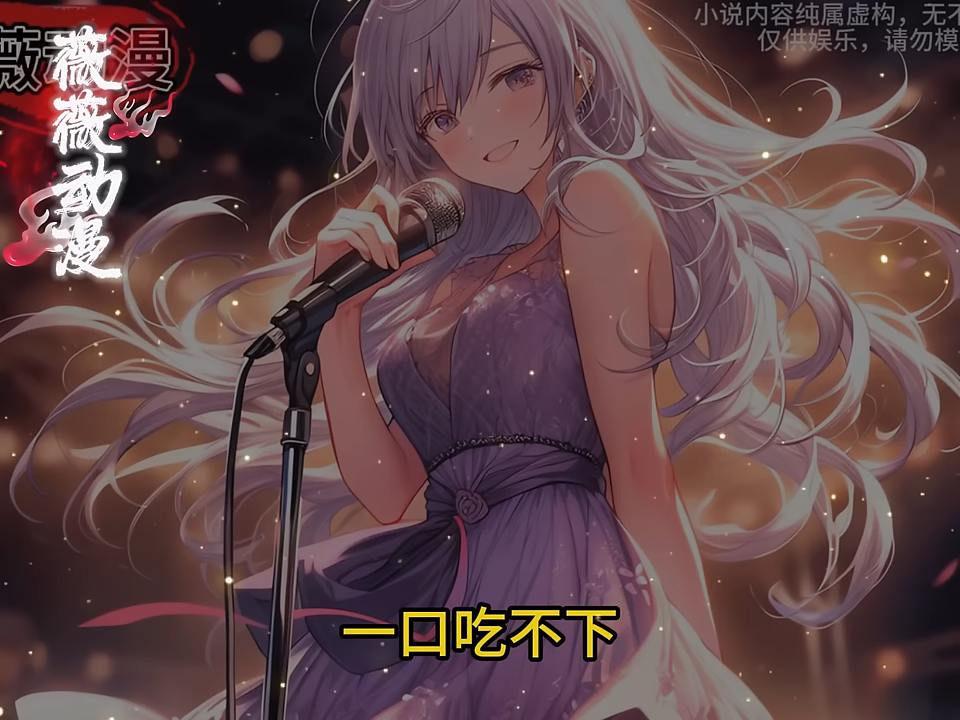 小说内容纯属虚构，无不
仅供娱乐，请勿模
薇薇动漫
薇 漫
一口吃不下